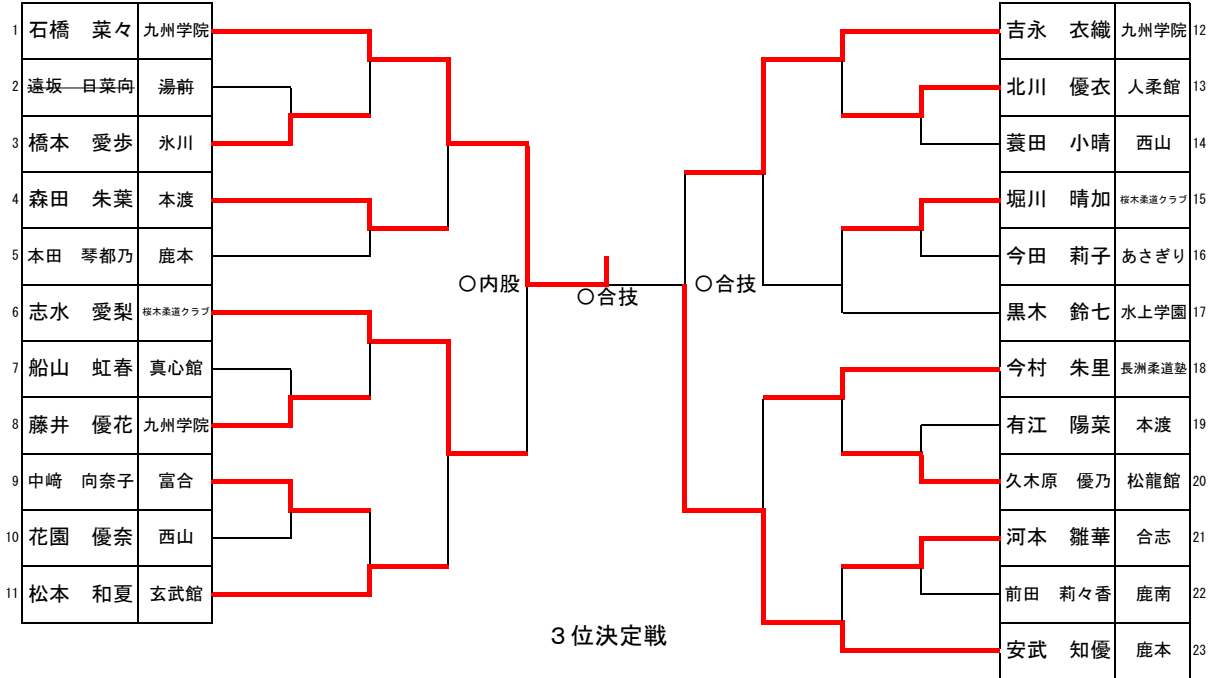 1 石橋　菜々 九州学院
2 遠坂　日菜向 湯前
3 橋本　愛歩 氷川
4 森田　朱葉 本渡
5 本田　琴都乃 鹿本
6 志水　愛梨 桜木柔道クラブ
7 船山　虹春 真心館
8 藤井　優花 九州学院
9 中﨑　向奈子 富合
10 花園　優奈 西山
11 松本　和夏 玄武館
〇内股
〇合技
〇合技
３位決定戦
吉永　衣織 九州学院 12
北川　優衣 人柔館 13
蓑田　小晴 西山 14
堀川　晴加 桜木柔道クラブ 15
今田　莉子 あさぎり 16
黒木　鈴七 水上学園 17
今村　朱里 長洲柔道塾 18
有江　陽菜 本渡 19
久木原　優乃 松龍館 20
河本　雛華 合志 21
前田　莉々香 鹿南 22
安武　知優 鹿本 23